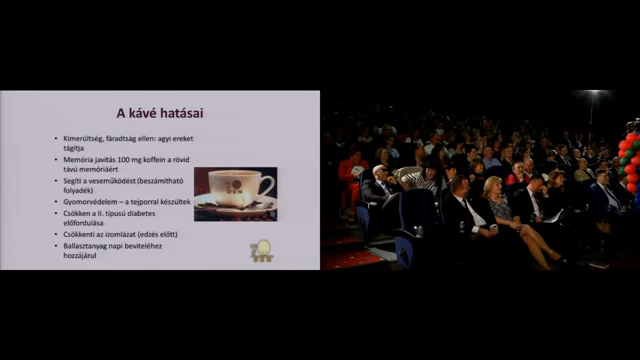 A kávé hatásai
• Kimerültség, fáradtság ellen: agyi ereket
tágítja
• Memória javítás 100 mg koffein a rövid
távú memóriáért
• Segíti a veseműködést (beszámítható
folyadék)
• Gyomorvédelem – a tejporral készültek
• Csökken a II. típusú diabetes
előfordulása
• Csökkenti az izomlázat (edzés előtt)
• Ballasztanyag napi beviteléhez
hozzájárul